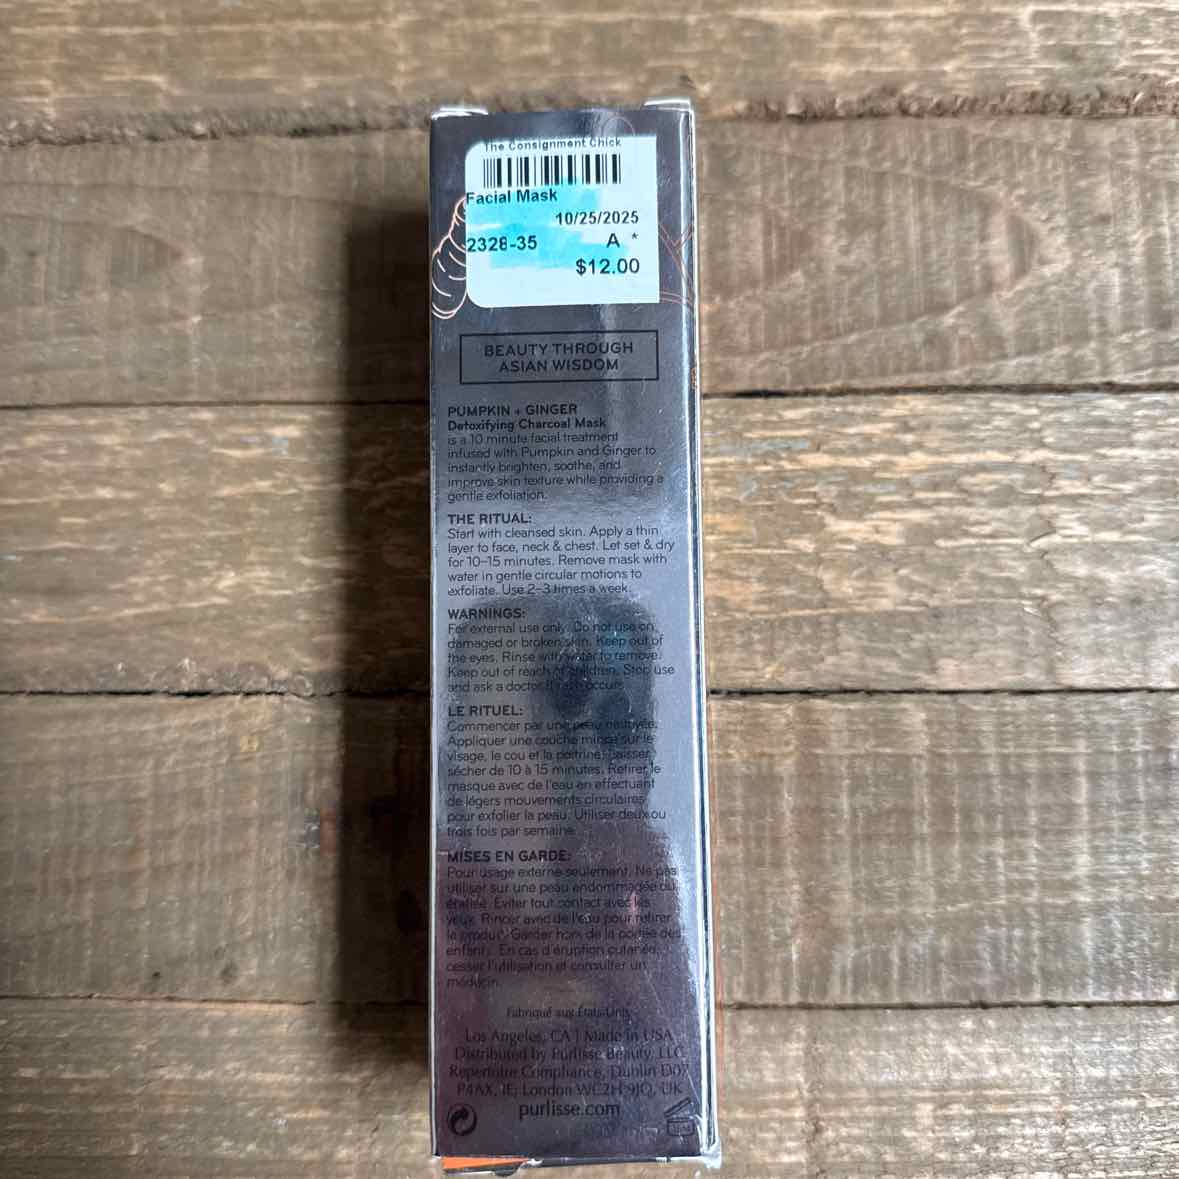 The Consignment Chick
Facial Mask
10/25/2025
2328-35 A *
$12.00
BEAUTY THROUGH
ASIAN WISDOM
PUMPKIN + GINGER
Detoxifying Charcoal Mask
is a 10 minute facial treatment
infused with Pumpkin and Ginger to
instantly brighten, soothe, and
improve skin texture while providing a
gentle exfoliation.
THE RITUAL:
Start with cleansed skin. Apply a thin
layer to face, neck & chest. Let set & dry
for 10-15 minutes. Remove mask with
water in gentle circular motions to
exfoliate. Use 2-3 times a week.
WARNINGS:
For external use only. Do not use on
damaged or broken skin. Keep out of
the eyes. Rinse with water to remove.
Keep out of reach of children. Stop use
and ask a doctor if rash occurs.
LE RITUEL:
Commencer par une peau nettoyée.
Appliquer une couche mince sur le
visage, le cou et la poitrine. Laisser
sécher de 10 à 15 minutes. Retirer le
masque avec de l'eau en effectuant
de légers mouvements circulaires
pour exfolier la peau. Utiliser deux ou
trois fois par semaine.
MISES EN GARDE:
Pour usage externe seulement. Ne pas
utiliser sur une peau endommagée ou
éraflée. Éviter tout contact avec les
yeux. Rincer avec de l'eau pour retirer
le produit. Garder hors de la portée des
enfants. En cas d'éruption cutanée,
cesser l'utilisation et consulter un
médecin.
Fabriqué aux États-Unis
Los Angeles, CA | Made in USA
Distributed by Purlisse Beauty, LLC
Repertoire Compliance, Dublin D07
P4AX, IE; London WC2H 9JQ, UK
purlisse.com